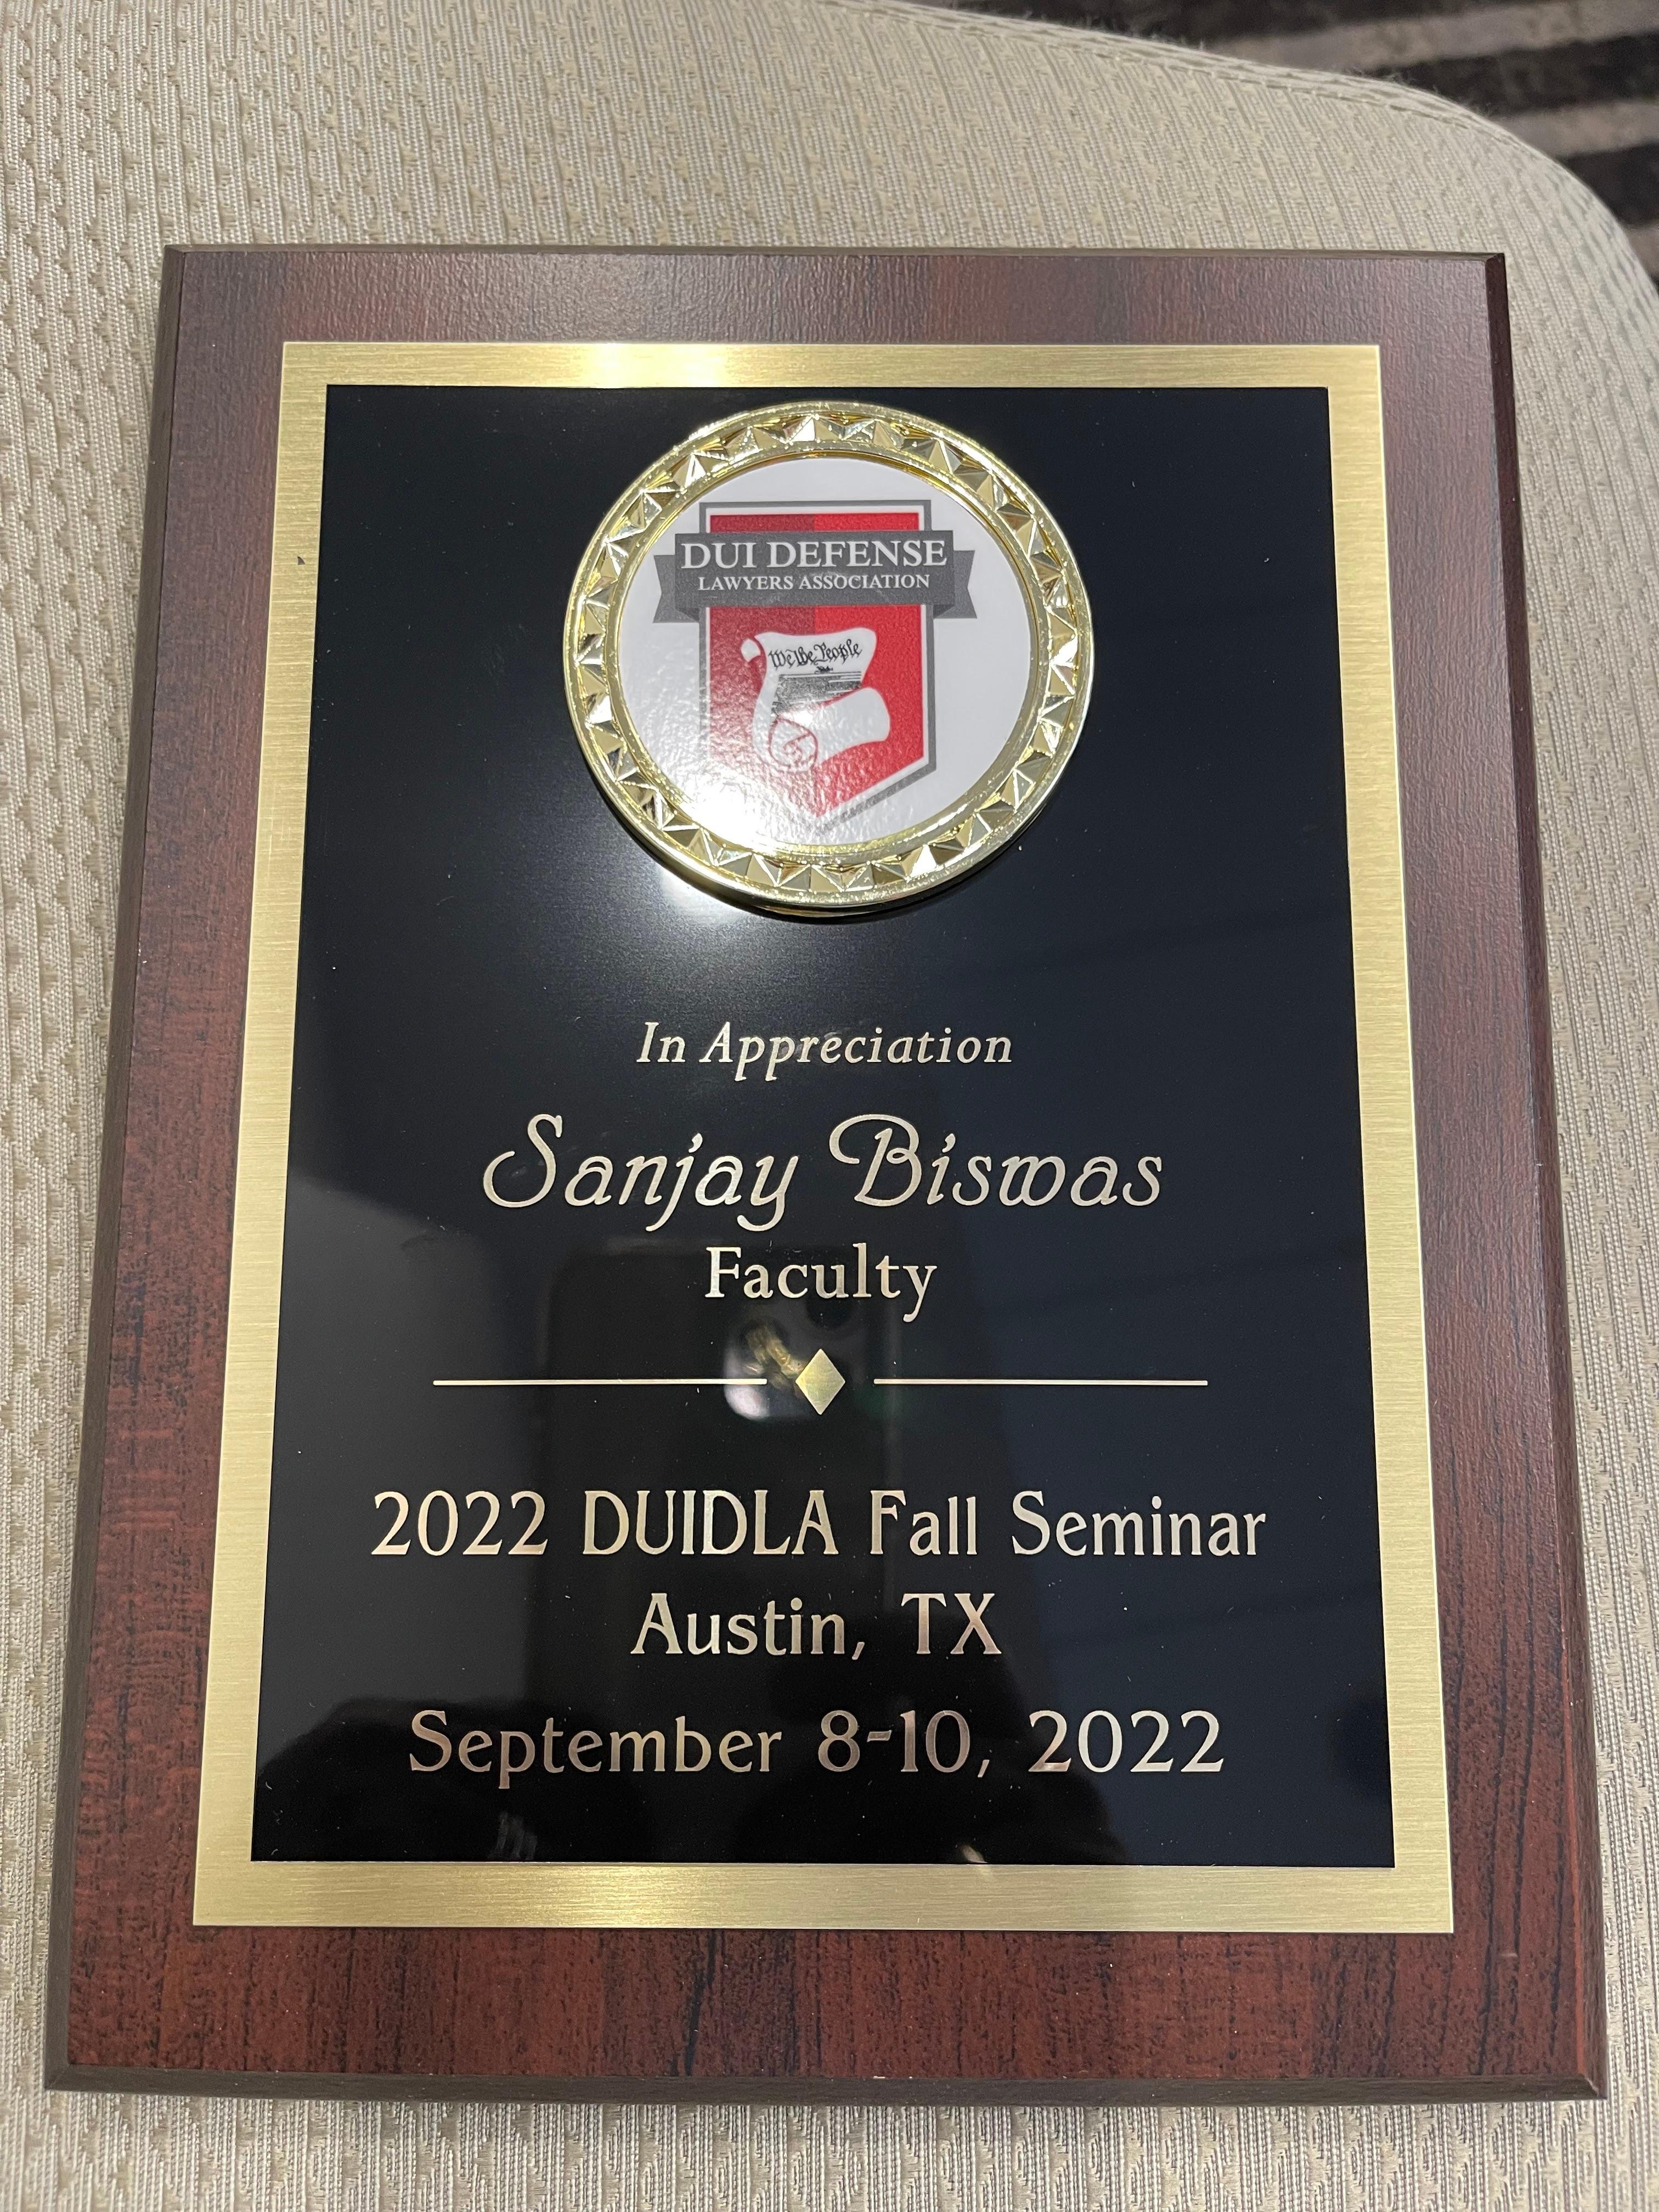 DUI DEFENSE
LAWYERS ASSOCIATION
We the People
In Appreciation
Sanjay Biswas
Faculty
2022 DUIDLA Fall Seminar
Austin, TX
September 8-10, 2022